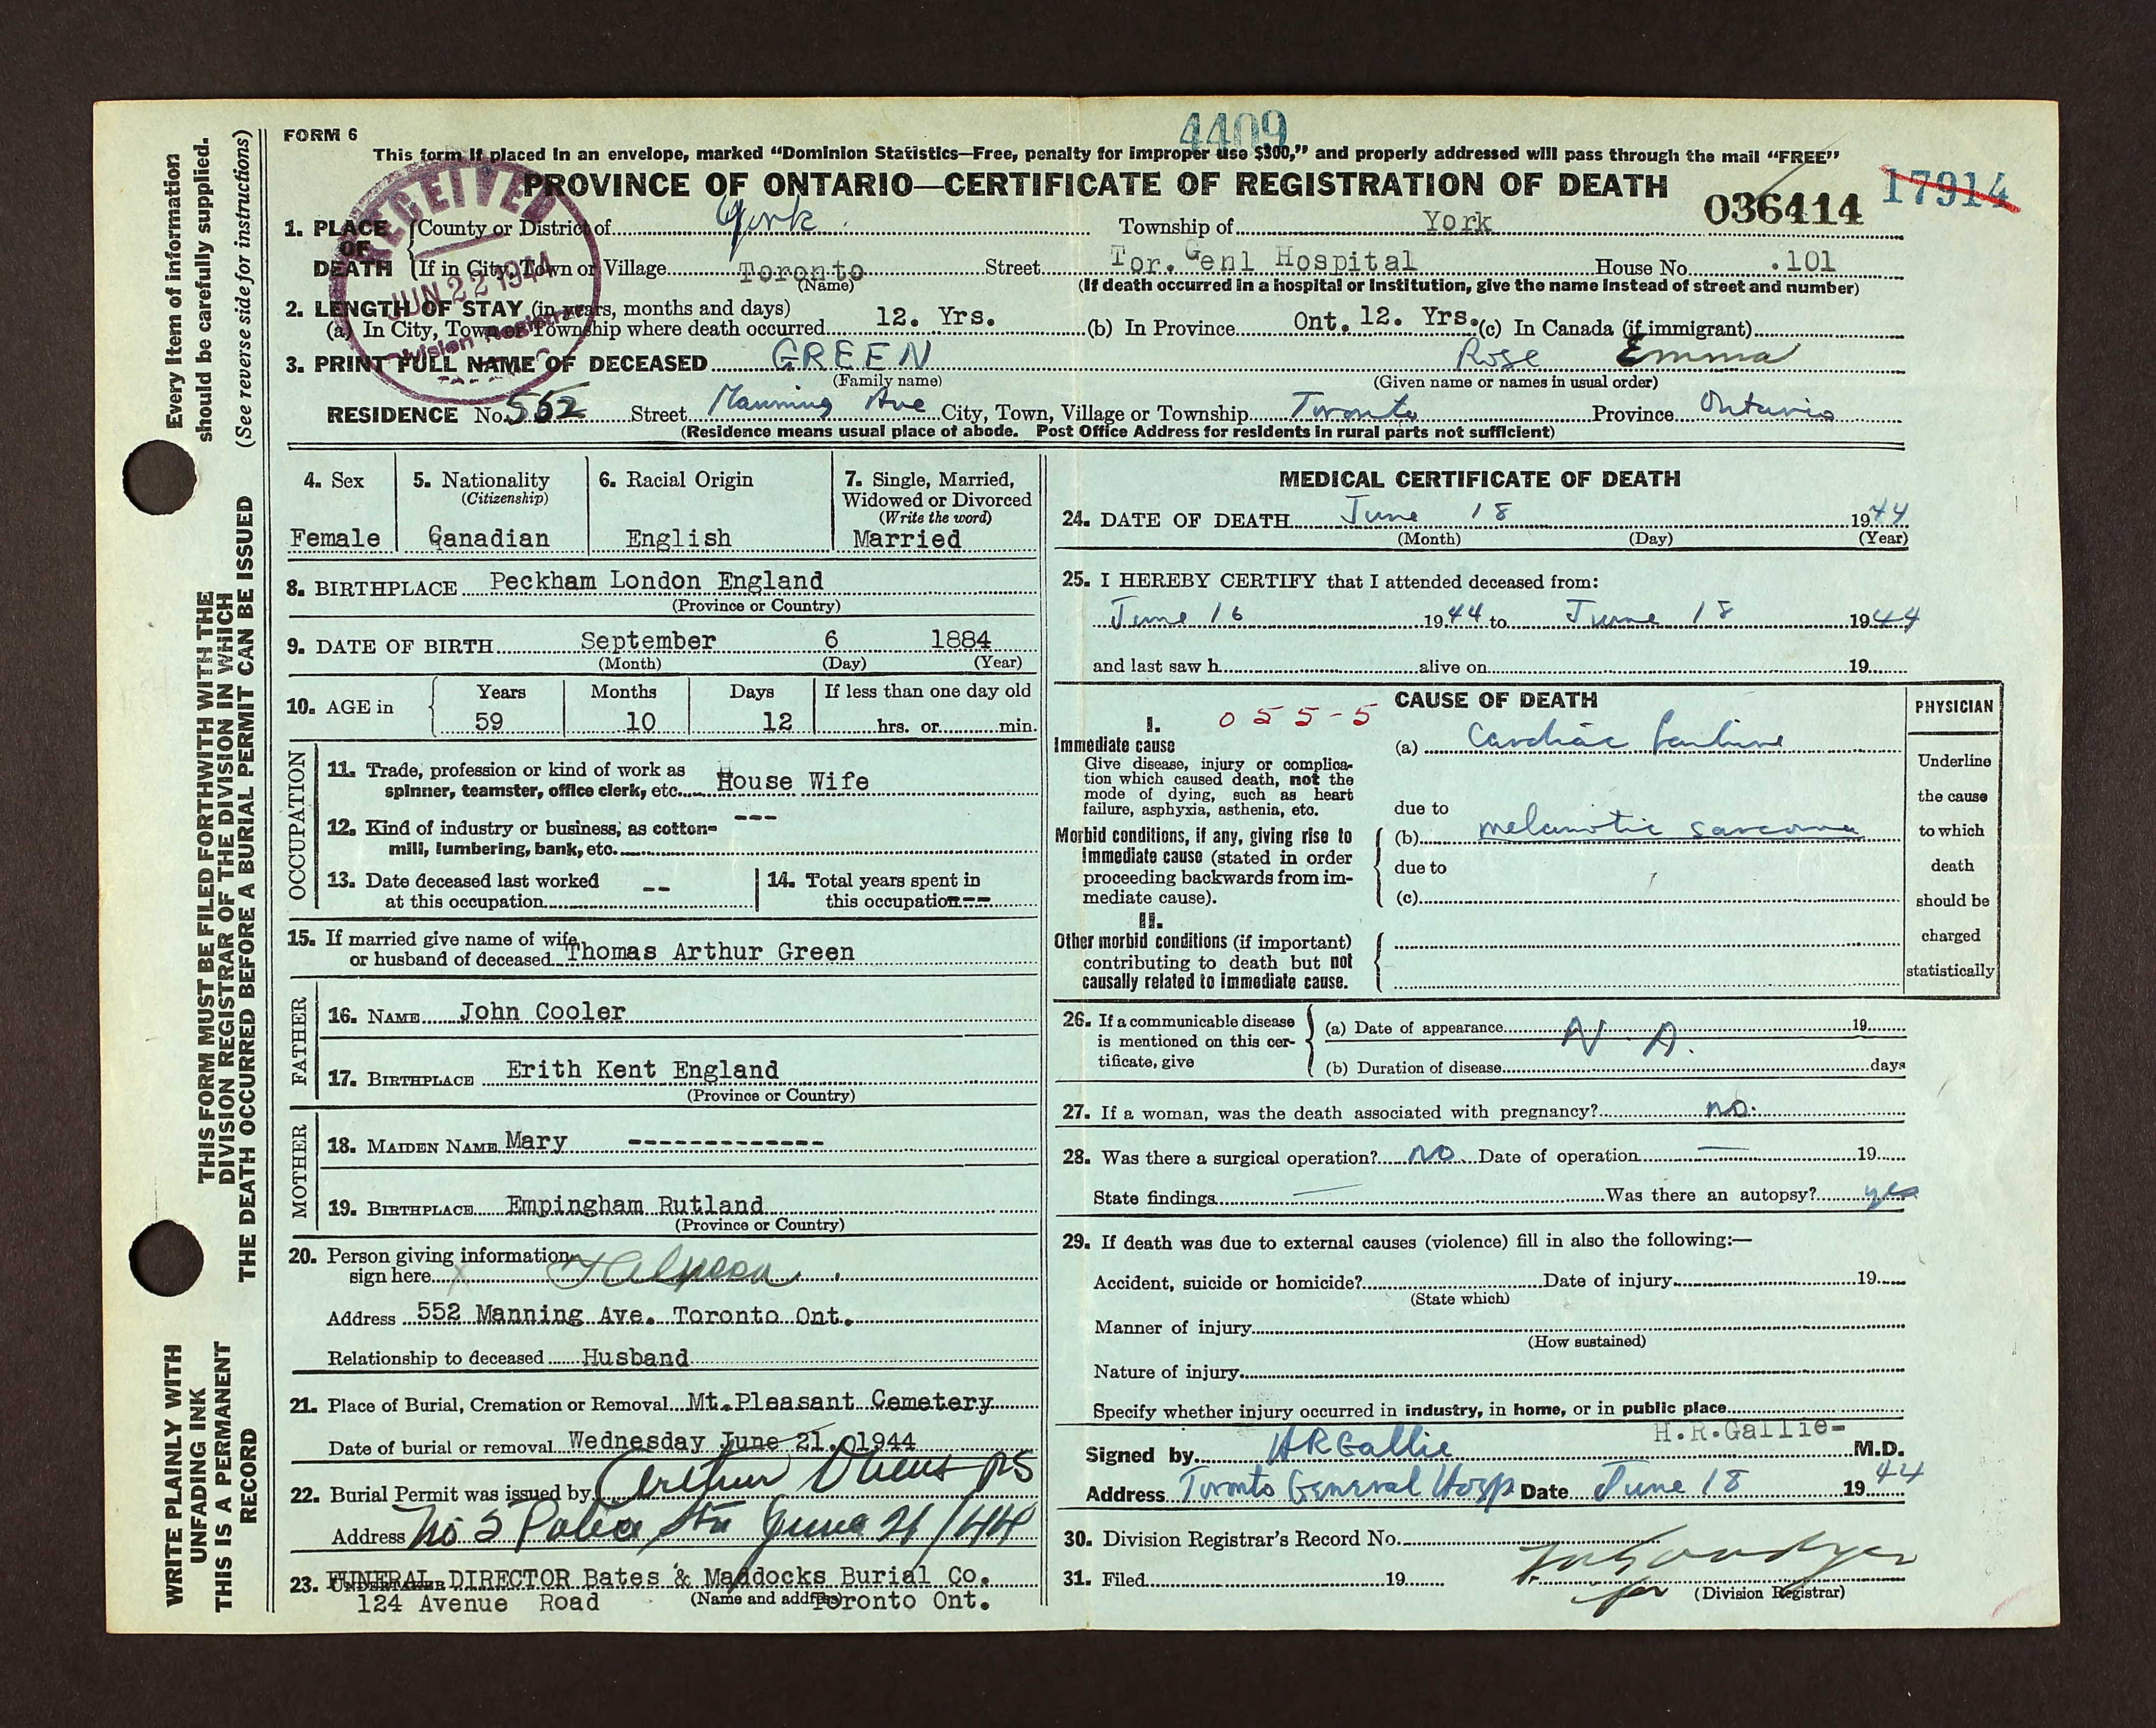 FORM 6
4409
This form if placed in an envelope, marked “Dominion Statistics—Free, penalty for improper use $300,” and properly addressed will pass through the mail “FREE”
PROVINCE OF ONTARIO—CERTIFICATE OF REGISTRATION OF DEATH
036414 17914
RECEIVED
JUN 22 1944
Division Registrar
1. PLACE OF DEATH
County or District of York Township of York
If in City, Town or Village Toronto Street Tor. Genl Hospital House No. 101
(Name) (If death occurred in a hospital or institution, give the name instead of street and number)
2. LENGTH OF STAY (in years, months and days)
(a) In City, Town or Township where death occurred 12. Yrs. (b) In Province Ont. 12. Yrs. (c) In Canada (if immigrant)
3. PRINT FULL NAME OF DECEASED GREEN Rose Emma
(Family name) (Given name or names in usual order)
RESIDENCE No. 552 Street Manning Ave City, Town, Village or Township Toronto Province Ontario
(Residence means usual place of abode. Post Office Address for residents in rural parts not sufficient)
4. Sex
Female
5. Nationality
(Citizenship)
Canadian
6. Racial Origin
English
7. Single, Married,
Widowed or Divorced
(Write the word)
Married
8. BIRTHPLACE Peckham London England
(Province or Country)
9. DATE OF BIRTH September 6 1884
(Month) (Day) (Year)
10. AGE in
Years Months Days If less than one day old
59 10 12 hrs. or min.
OCCUPATION
11. Trade, profession or kind of work as
spinner, teamster, office clerk, etc. House Wife
12. Kind of industry or business, as cotton- ---
mill, lumbering, bank, etc.
13. Date deceased last worked
at this occupation --
14. Total years spent in
this occupation ---
15. If married give name of wife
or husband of deceased Thomas Arthur Green
FATHER
16. NAME John Cooler
17. BIRTHPLACE Erith Kent England
(Province or Country)
MOTHER
18. MAIDEN NAME Mary -------------
19. BIRTHPLACE Empingham Rutland
(Province or Country)
20. Person giving information
sign here X
Address 552 Manning Ave. Toronto Ont.
Relationship to deceased Husband
21. Place of Burial, Cremation or Removal Mt. Pleasant Cemetery
Date of burial or removal Wednesday June 21. 1944
22. Burial Permit was issued by Arthur Owens PS
Address No 5 Police Stn June 21/44
23. UNDERTAKER FUNERAL DIRECTOR Bates & Maddocks Burial Co.
124 Avenue Road (Name and address) Toronto Ont.
MEDICAL CERTIFICATE OF DEATH
24. DATE OF DEATH June 18 1944
(Month) (Day) (Year)
25. I HEREBY CERTIFY that I attended deceased from:
June 16 1944 to June 18 1944
and last saw h alive on 19
CAUSE OF DEATH
055-5
I.
Immediate cause
Give disease, injury or complica-
tion which caused death, not the
mode of dying, such as heart
failure, asphyxia, asthenia, etc.
(a) Cardiac failure
due to
Morbid conditions, if any, giving rise to
immediate cause (stated in order
proceeding backwards from im-
mediate cause).
(b) melanotic sarcoma
due to
(c)
II.
Other morbid conditions (if important)
contributing to death but not
causally related to immediate cause.
PHYSICIAN
Underline
the cause
to which
death
should be
charged
statistically
26. If a communicable disease
is mentioned on this cer-
tificate, give
(a) Date of appearance N. A. 19
(b) Duration of disease days
27. If a woman, was the death associated with pregnancy? no.
28. Was there a surgical operation? NO Date of operation — 19
State findings — Was there an autopsy? yes
29. If death was due to external causes (violence) fill in also the following:—
Accident, suicide or homicide? Date of injury 19
(State which)
Manner of injury
(How sustained)
Nature of injury
Specify whether injury occurred in industry, in home, or in public place
H.R.Gallie-
Signed by HRGallie M.D.
Address Toronto General Hosp Date June 18 1944
30. Division Registrar's Record No.
31. Filed 19
for (Division Registrar)
Every item of information
should be carefully supplied.
(See reverse side for instructions)
THIS FORM MUST BE FILED FORTHWITH WITH THE
DIVISION REGISTRAR OF THE DIVISION IN WHICH
THE DEATH OCCURRED BEFORE A BURIAL PERMIT CAN BE ISSUED
WRITE PLAINLY WITH
UNFADING INK
THIS IS A PERMANENT
RECORD